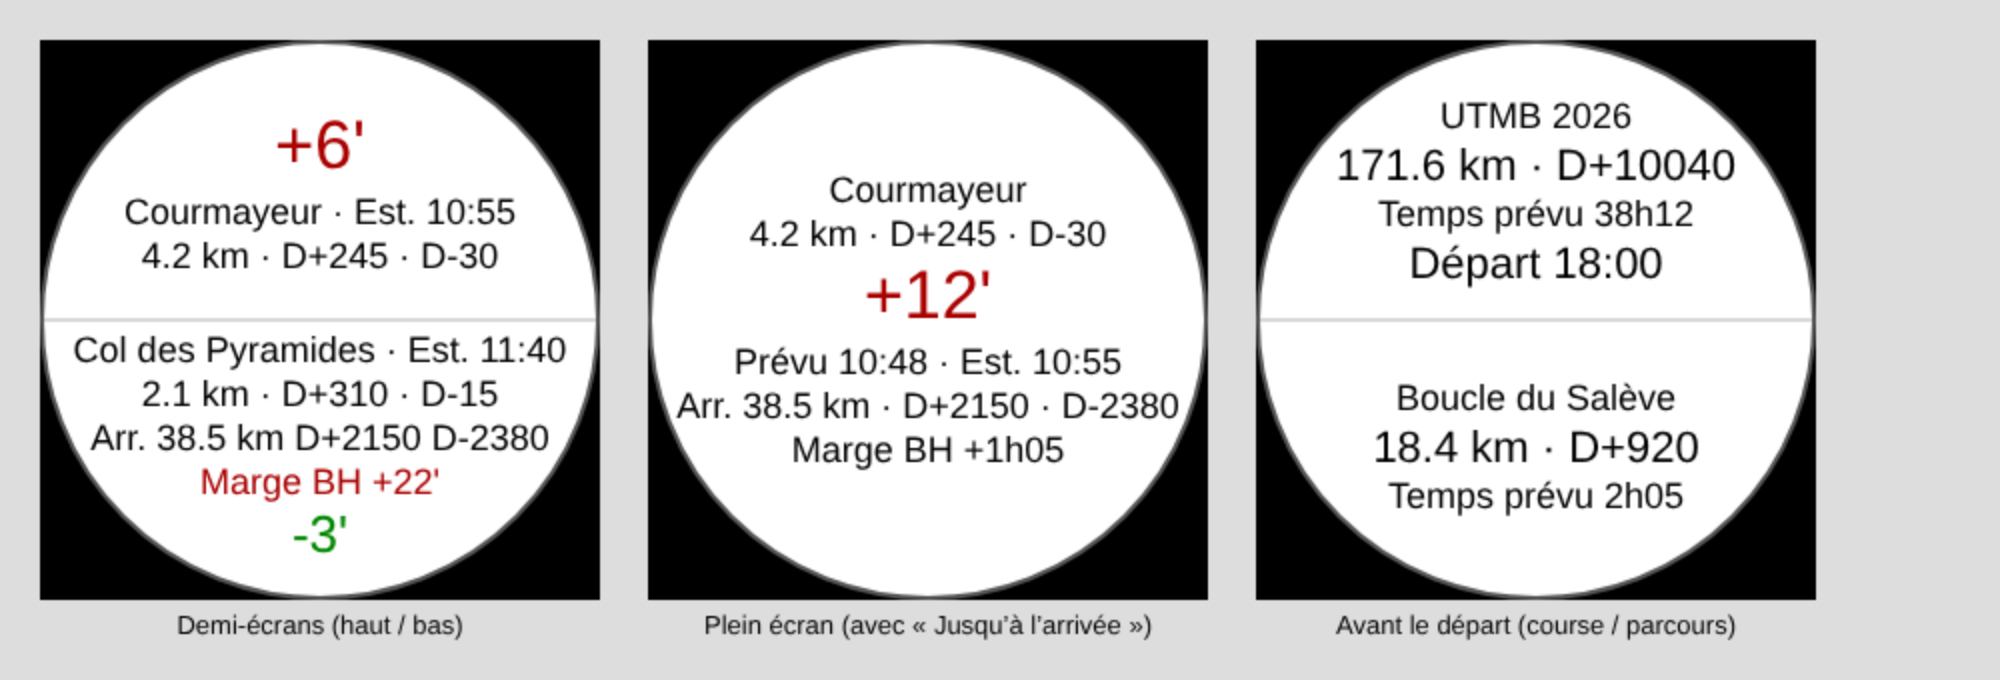 +6'
Courmayeur · Est. 10:55
4.2 km · D+245 · D-30
Col des Pyramides · Est. 11:40
2.1 km · D+310 · D-15
Arr. 38.5 km D+2150 D-2380
Marge BH +22'
-3'
Demi-écrans (haut / bas)
Courmayeur
4.2 km · D+245 · D-30
+12'
Prévu 10:48 · Est. 10:55
Arr. 38.5 km · D+2150 · D-2380
Marge BH +1h05
Plein écran (avec « Jusqu’à l’arrivée »)
UTMB 2026
171.6 km · D+10040
Temps prévu 38h12
Départ 18:00
Boucle du Salève
18.4 km · D+920
Temps prévu 2h05
Avant le départ (course / parcours)